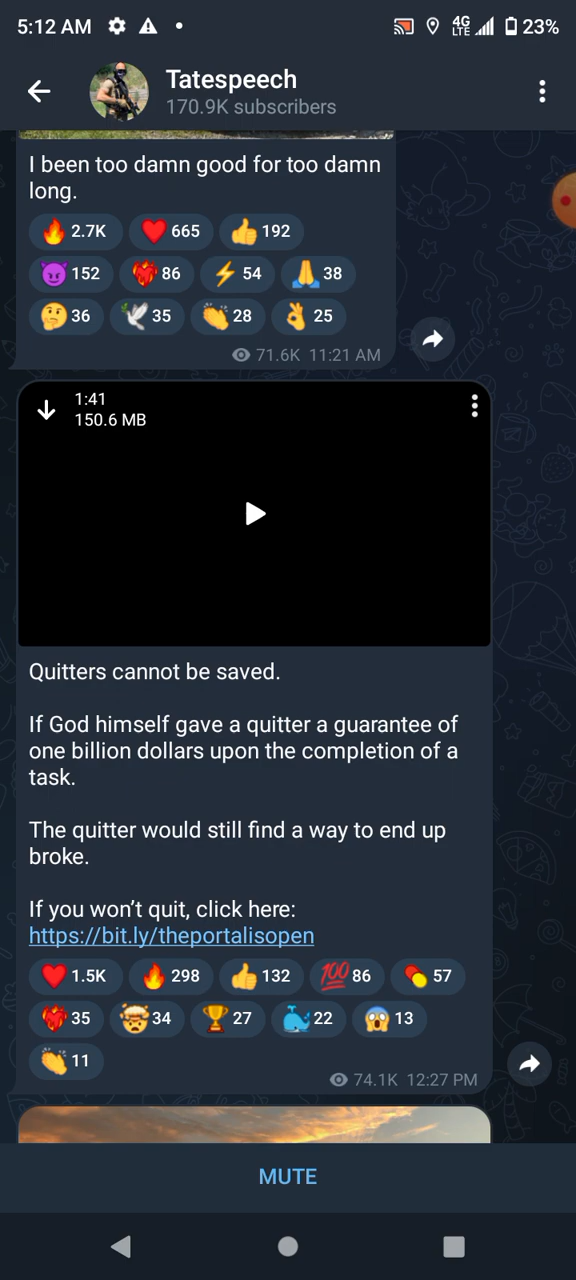 5:12 AM 4G LTE 23%
Tatespeech
170.9K subscribers
I been too damn good for too damn
long.
🔥 2.7K ❤️ 665 👍 192
😈 152 ❤️‍🔥 86 ⚡ 54 🙏 38
🤔 36 🕊️ 35 👏 28 👌 25
71.6K 11:21 AM
1:41
150.6 MB
Quitters cannot be saved.
If God himself gave a quitter a guarantee of
one billion dollars upon the completion of a
task.
The quitter would still find a way to end up
broke.
If you won’t quit, click here:
https://bit.ly/theportalisopen
❤️ 1.5K 🔥 298 👍 132 💯 86 💊 57
❤️‍🔥 35 🤯 34 🏆 27 🐳 22 😱 13
👏 11
74.1K 12:27 PM
MUTE